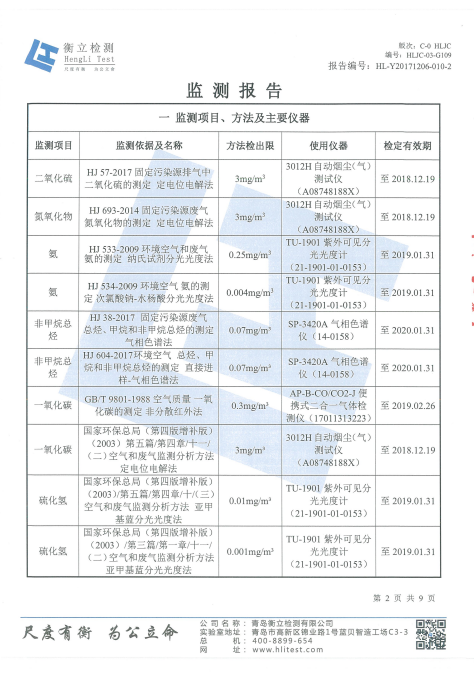 衡立检测
HengLi Test
尺度有衡 为公立命
版次: C-0 HLJC
编号: HLJC-05-G109
报告编号: HL-Y20171206-010-2
监测报告
一 监测项目、方法及主要仪器
监测项目 监测依据及名称 方法检出限 使用仪器 检定有效期
二氧化硫 HJ 57-2017 固定污染源排气中
二氧化硫的测定 定电位电解法 3mg/m³ 3012H 自动烟尘(气)
测试仪
(A08748188X) 至 2018.12.19
氮氧化物 HJ 693-2014 固定污染源废气
氮氧化物的测定 定电位电解法 3mg/m³ 3012H 自动烟尘(气)
测试仪
(A08748188X) 至 2018.12.19
氨 HJ 533-2009 环境空气和废气
氨的测定 纳氏试剂分光光度法 0.25mg/m³ TU-1901 紫外可见分
光光度计
(21-1901-01-0153) 至 2019.01.31
氨 HJ 534-2009 环境空气 氨的测
定 次氯酸钠-水杨酸分光光度法 0.004mg/m³ TU-1901 紫外可见分
光光度计
(21-1901-01-0153) 至 2019.01.31
非甲烷总
烃 HJ 38-2017 固定污染源废气
总烃、甲烷和非甲烷总烃的测定
气相色谱法 0.07mg/m³ SP-3420A 气相色谱
仪 (14-0158) 至 2020.01.31
非甲烷总
烃 HJ 604-2017环境空气 总烃、甲
烷和非甲烷总烃的测定 直接进
样-气相色谱法 0.07mg/m³ SP-3420A 气相色谱
仪 (14-0158) 至 2020.01.31
一氧化碳 GB/T 9801-1988 空气质量 一氧
化碳的测定 非分散红外法 0.3mg/m³ AP-B-CO/CO2-J 便
携式二合一气体检
测仪 (17011313223) 至 2019.02.26
一氧化碳 国家环保总局 (第四版增补版)
(2003) 第五篇/第四章/十一/
(二)空气和废气监测分析方法
定电位电解法 3mg/m³ 3012H 自动烟尘(气)
测试仪
(A08748188X) 至 2018.12.19
硫化氢 国家环保总局 (第四版增补版)
(2003)/第五篇/第四章/十/(三)
空气和废气监测分析方法 亚甲
基蓝分光光度法 0.01mg/m³ TU-1901 紫外可见分
光光度计
(21-1901-01-0153) 至 2019.01.31
硫化氢 国家环保总局 (第四版增补版)
(2003) /第三篇/第一章/十一/
(二)空气和废气监测分析方法
亚甲基蓝分光光度法 0.001mg/m³ TU-1901 紫外可见分
光光度计
(21-1901-01-0153) 至 2019.01.31
第 2 页 共 9 页
尺度有衡 为公立命
公司名称: 青岛衡立检测有限公司
实验室地址: 青岛市高新区锦业路1号蓝贝智造工场C3-3
总机: 400-8899-654
网址: www.hlitest.com